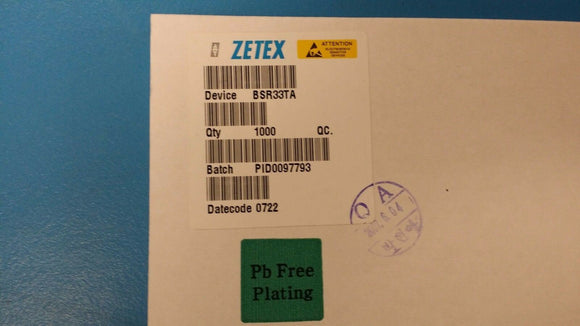 ZETEX
ATTENTION
Device BSR33TA
Qty 1000 QC.
Batch PID0097793
Datecode 0722
QA
Pb Free
Plating